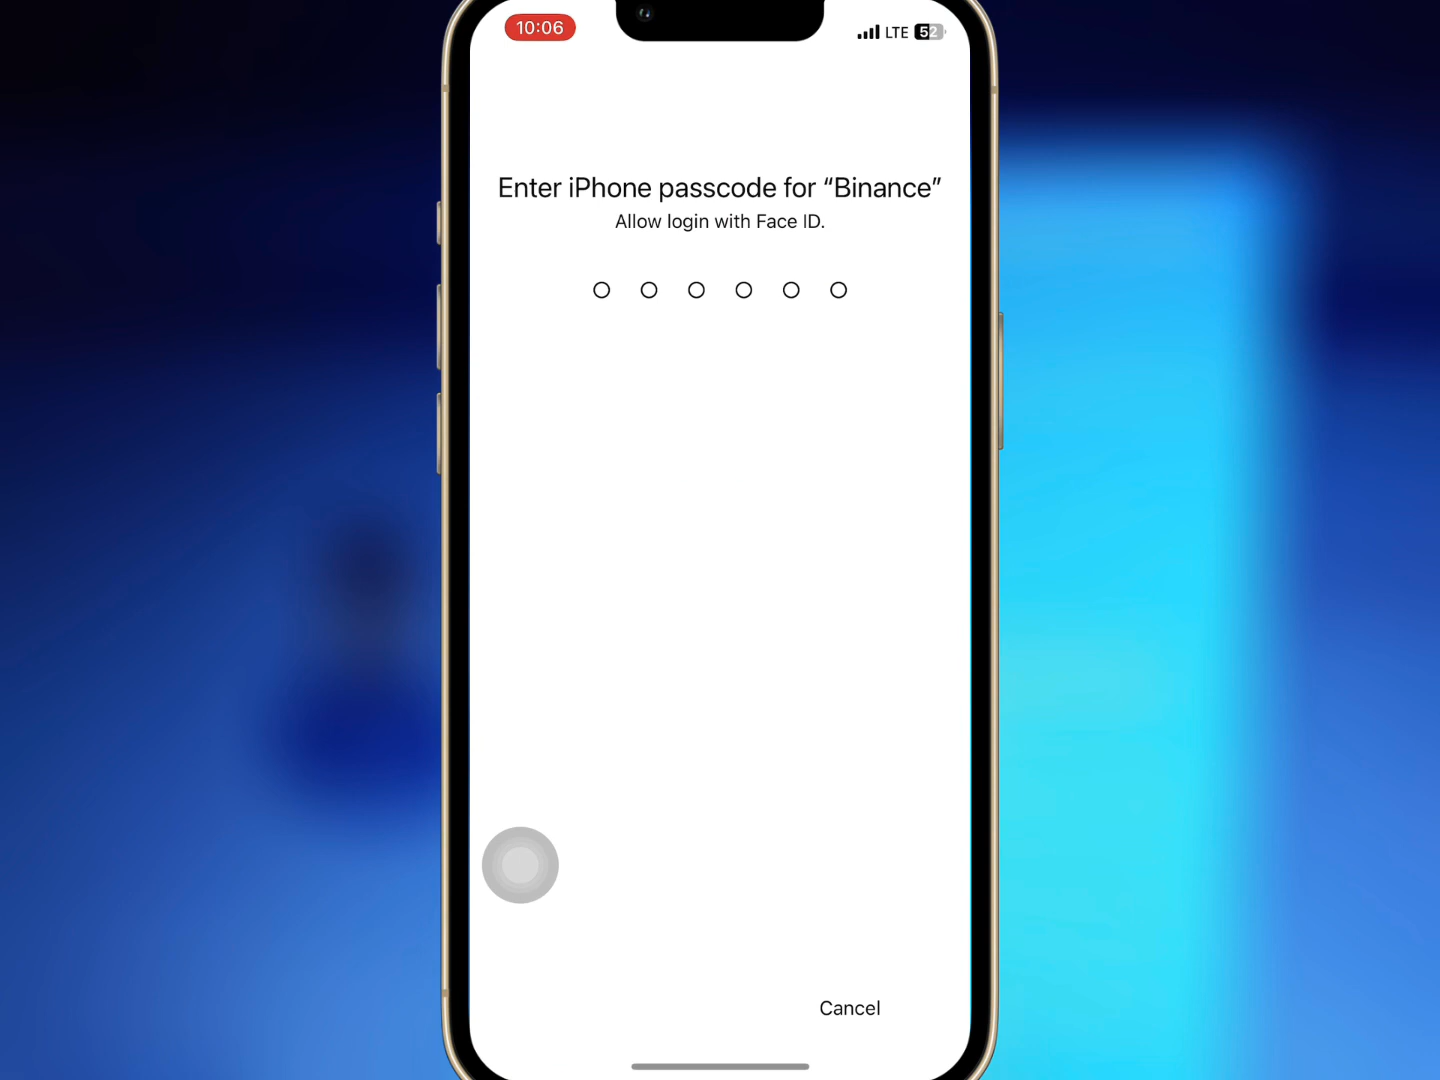 10:06
LTE 52
Enter iPhone passcode for “Binance”
Allow login with Face ID.
Cancel